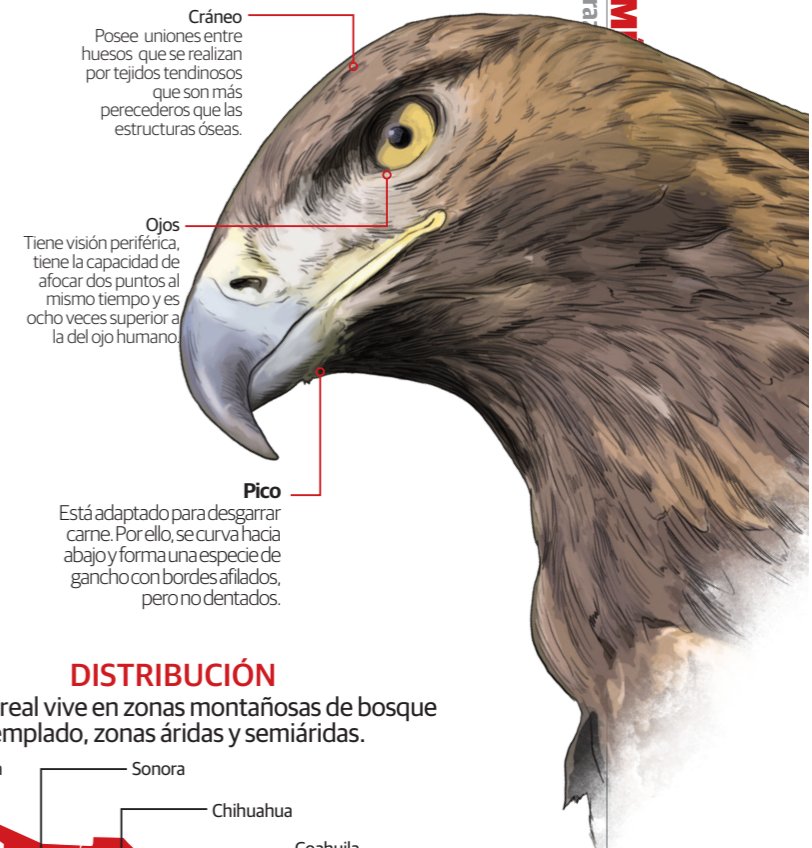 Cráneo
Posee uniones entre
huesos que se realizan
por tejidos tendinosos
que son más
perecederos que las
estructuras óseas.
Ojos
Tiene visión periférica,
tiene la capacidad de
afocar dos puntos al
mismo tiempo y es
ocho veces superior a
la del ojo humano.
Pico
Está adaptado para desgarrar
carne. Por ello, se curva hacia
abajo y forma una especie de
gancho con bordes afilados,
pero no dentados.
DISTRIBUCIÓN
real vive en zonas montañosas de bosque
emplado, zonas áridas y semiáridas.
Sonora
Chihuahua
Coahuila